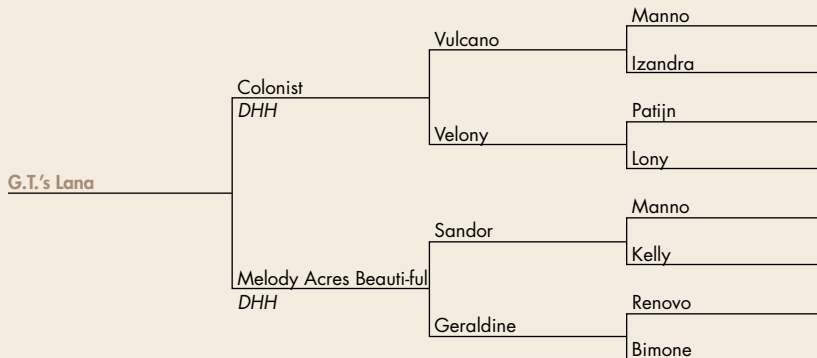 Manno
Vulcano
Izandra
Colonist
DHH
Patijn
Velony
Lony
G.T.'s Lana
Manno
Sandor
Kelly
Melody Acres Beauti-ful
DHH
Renovo
Geraldine
Bimone